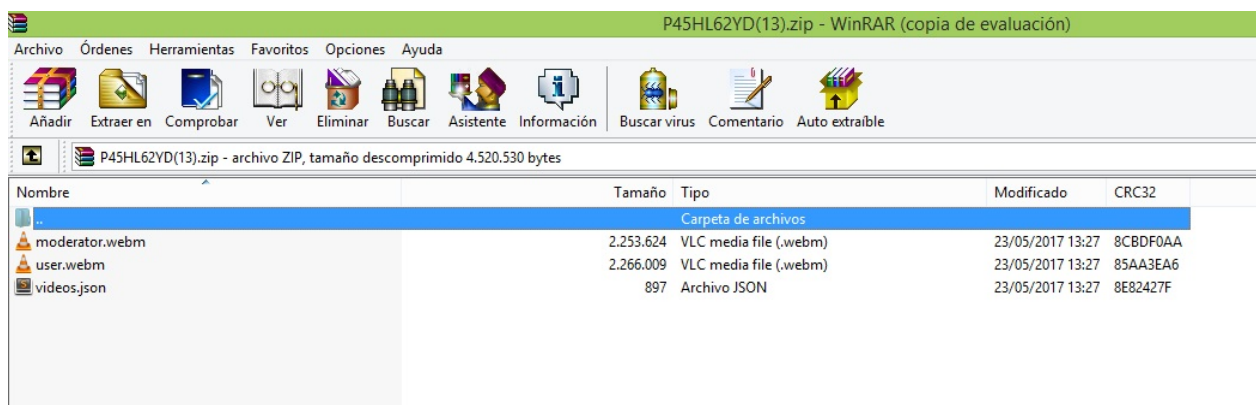 P45HL62YD(13).zip - WinRAR (copia de evaluación)
Archivo Órdenes Herramientas Favoritos Opciones Ayuda
Añadir Extraer en Comprobar Ver Eliminar Buscar Asistente Información Buscar virus Comentario Auto extraíble
P45HL62YD(13).zip - archivo ZIP, tamaño descomprimido 4.520.530 bytes
Nombre Tamaño Tipo Modificado CRC32
.. Carpeta de archivos
moderator.webm 2.253.624 VLC media file (.webm) 23/05/2017 13:27 8CBDF0AA
user.webm 2.266.009 VLC media file (.webm) 23/05/2017 13:27 85AA3EA6
videos.json 897 Archivo JSON 23/05/2017 13:27 8E82427F